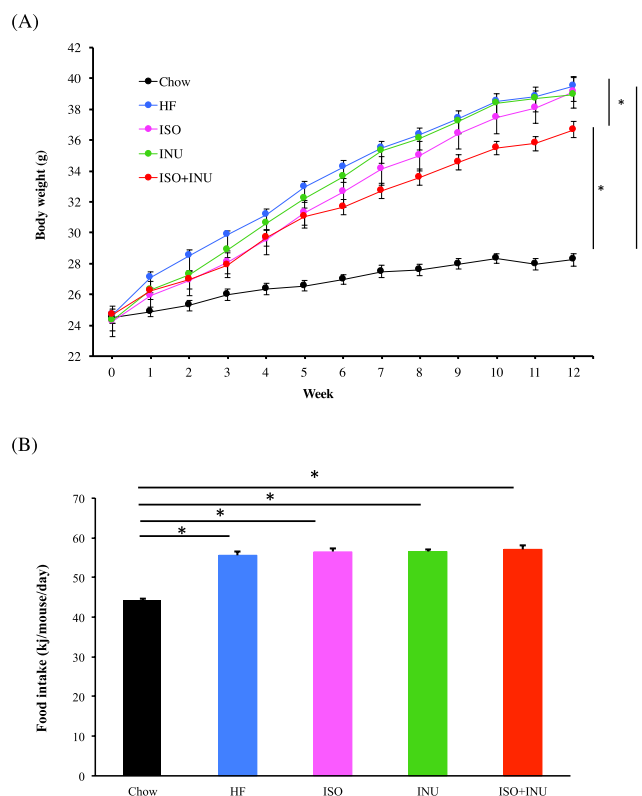 (A)
42
40
38
36
34
32
30
28
26
24
22
Body weight (g)
Chow
HF
ISO
INU
ISO+INU
*
*
0 1 2 3 4 5 6 7 8 9 10 11 12
Week
(B)
70
60
50
40
30
20
10
0
Food intake (kj/mouse/day)
*
*
*
*
Chow HF ISO INU ISO+INU